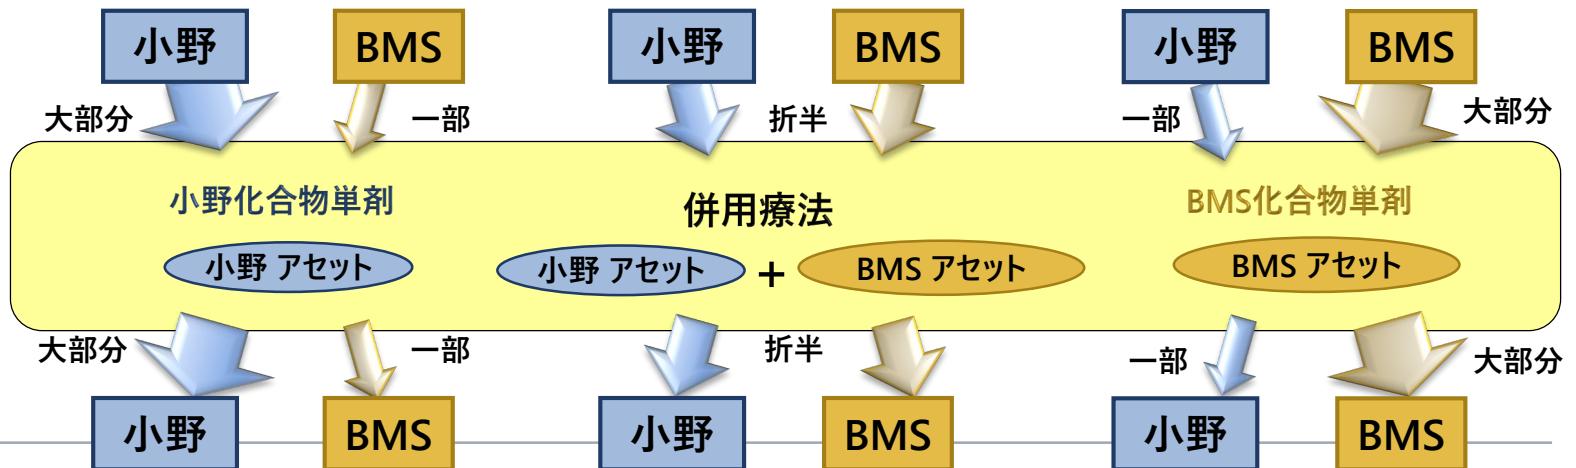 小野 BMS 小野 BMS 小野 BMS
大部分 一部 折半 一部 大部分
小野化合物単剤 併用療法 BMS化合物単剤
小野 アセット 小野 アセット + BMS アセット BMS アセット
大部分 一部 折半 一部 大部分
小野 BMS 小野 BMS 小野 BMS